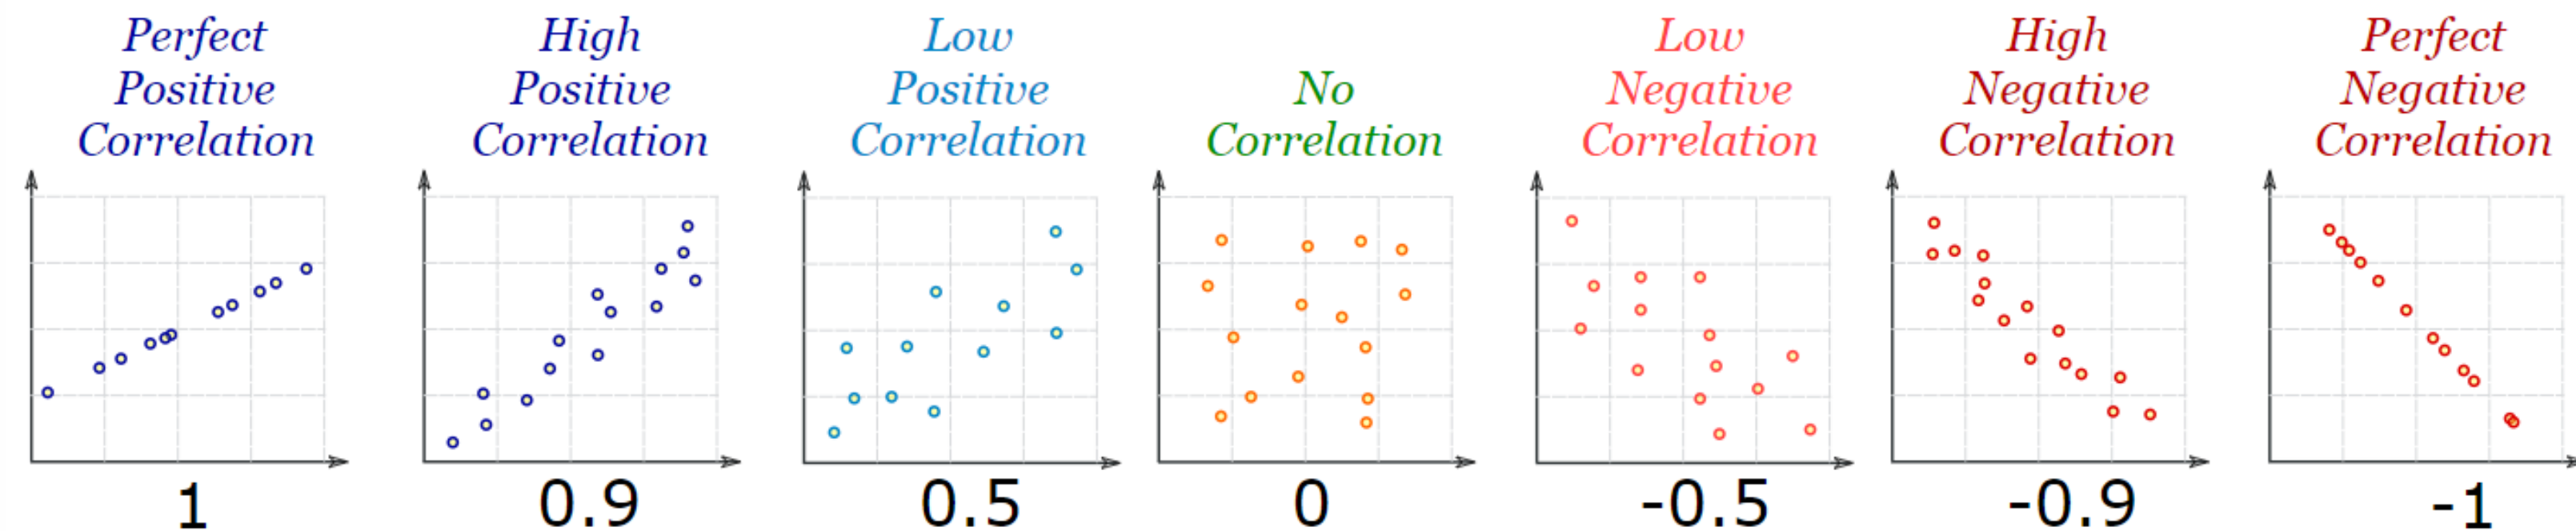 Perfect
Positive
Correlation
High
Positive
Correlation
Low
Positive
Correlation
No
Correlation
Low
Negative
Correlation
High
Negative
Correlation
Perfect
Negative
Correlation
1
0.9
0.5
0
-0.5
-0.9
-1